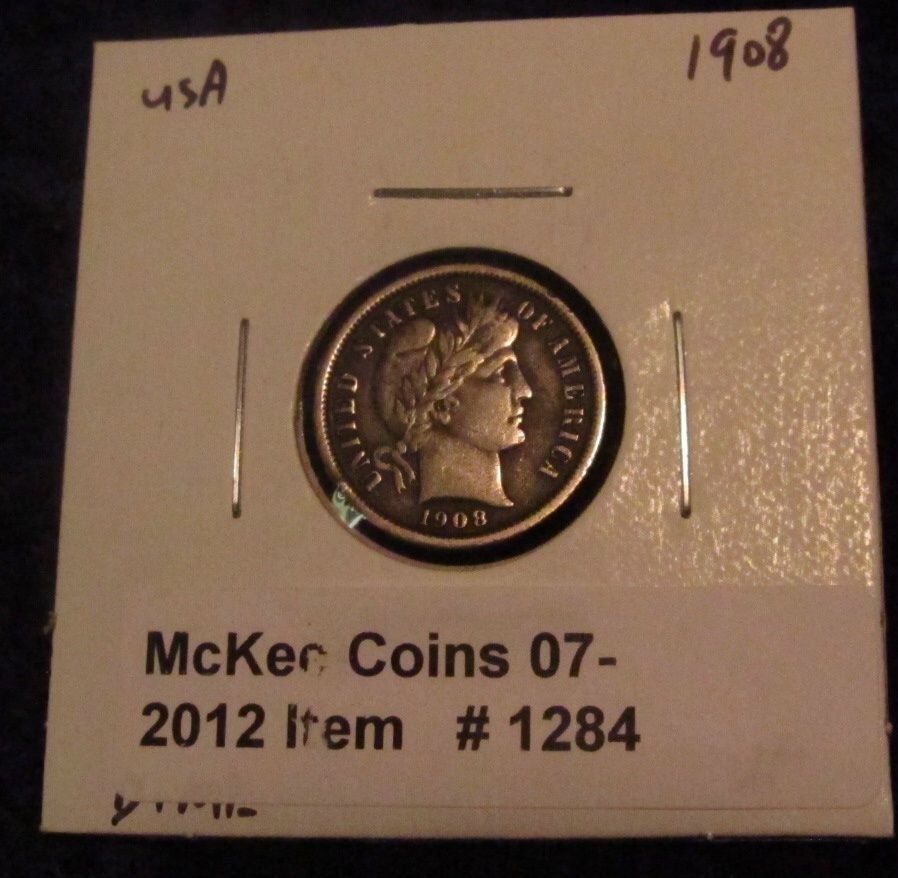 USA
1908
UNITED STATES OF AMERICA
1908
McKee Coins 07-
2012 Item # 1284